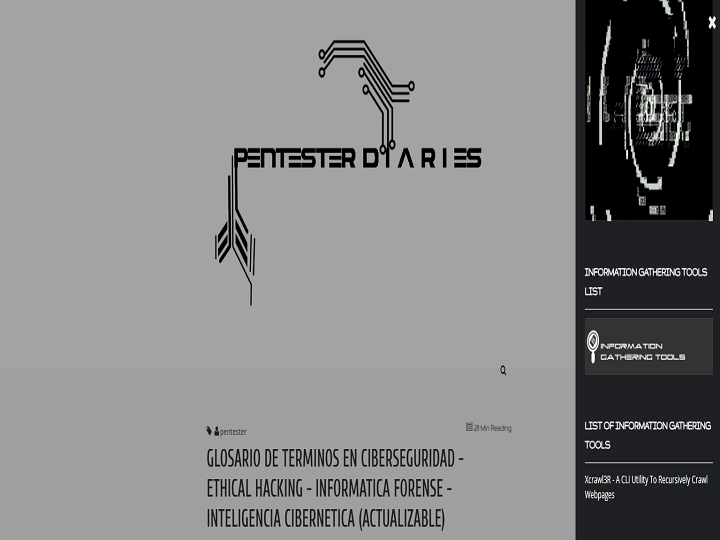 PENTESTER DIARIES
pentester
28 Min Reading
GLOSARIO DE TERMINOS EN CIBERSEGURIDAD -
ETHICAL HACKING - INFORMATICA FORENSE -
INTELIGENCIA CIBERNETICA (ACTUALIZABLE)
INFORMATION GATHERING TOOLS
LIST
INFORMATION
GATHERING TOOLS
LIST OF INFORMATION GATHERING
TOOLS
Xcrawl3R - A CLI Utility To Recursively Crawl
Webpages